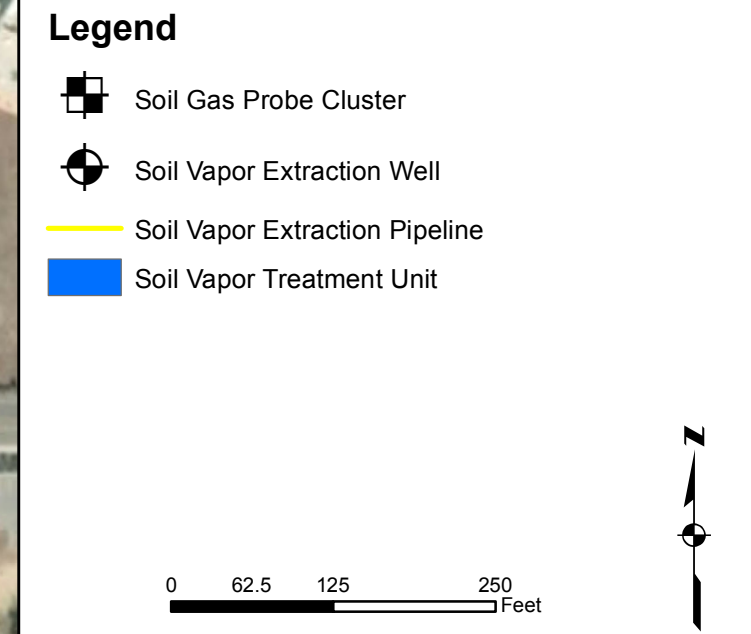 Legend
Soil Gas Probe Cluster
Soil Vapor Extraction Well
Soil Vapor Extraction Pipeline
Soil Vapor Treatment Unit
N
0 62.5 125 250
Feet